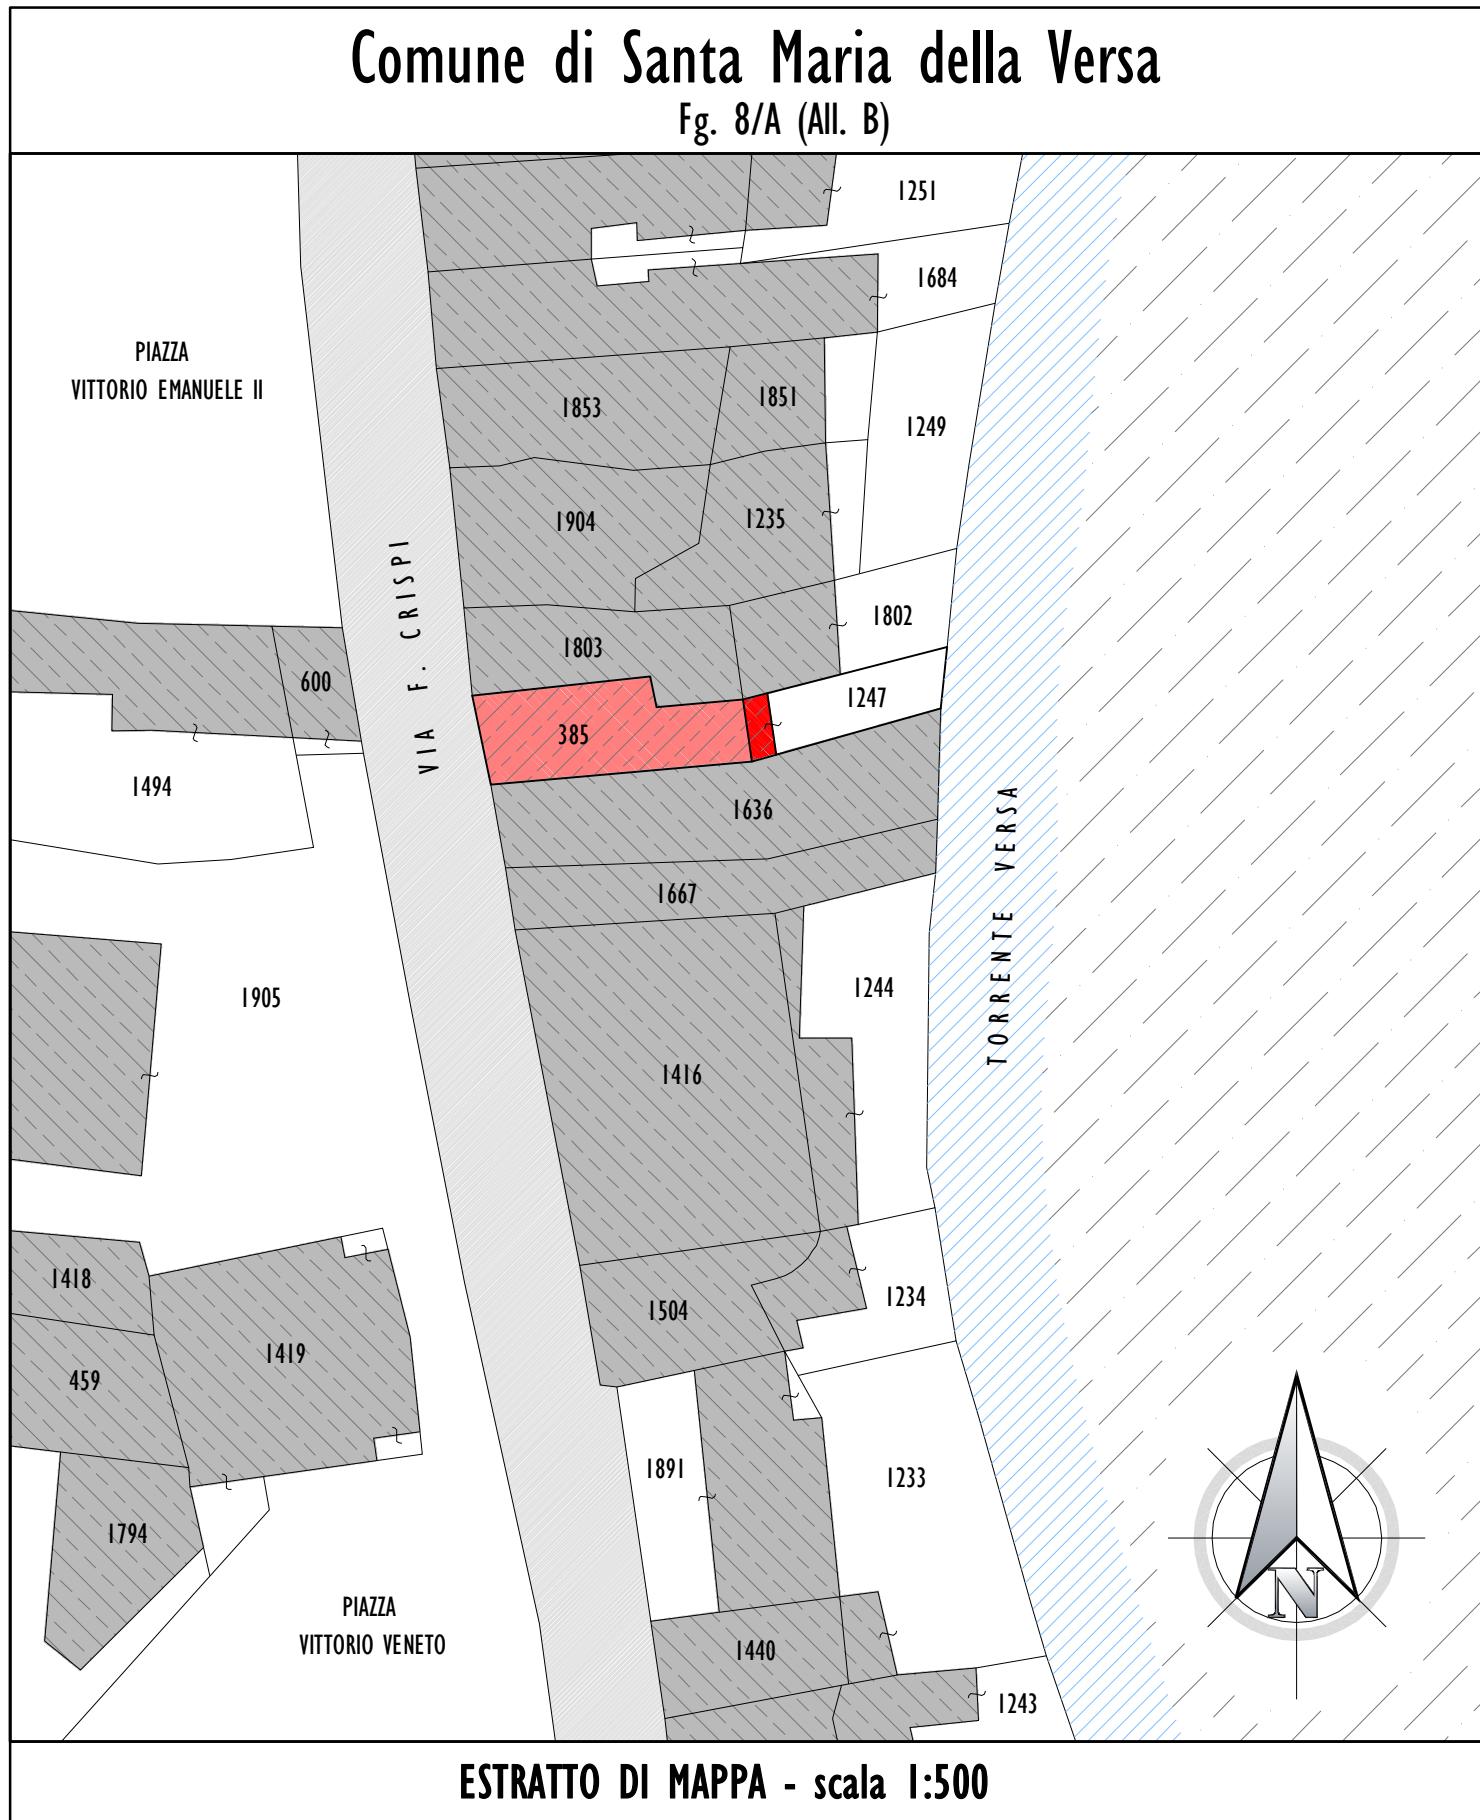 Comune di Santa Maria della Versa
Fg. 8/A (All. B)
1251
1684
PIAZZA
VITTORIO EMANUELE II
1853
1851
1249
1904
1235
VIA F. CRISPI
1802
1803
600
1247
385
1494
1636
TORRENTE VERSA
1667
1905
1244
1416
1418
1234
1504
1419
459
1891
1233
1794
N
PIAZZA
VITTORIO VENETO
1440
1243
ESTRATTO DI MAPPA - scala 1:500